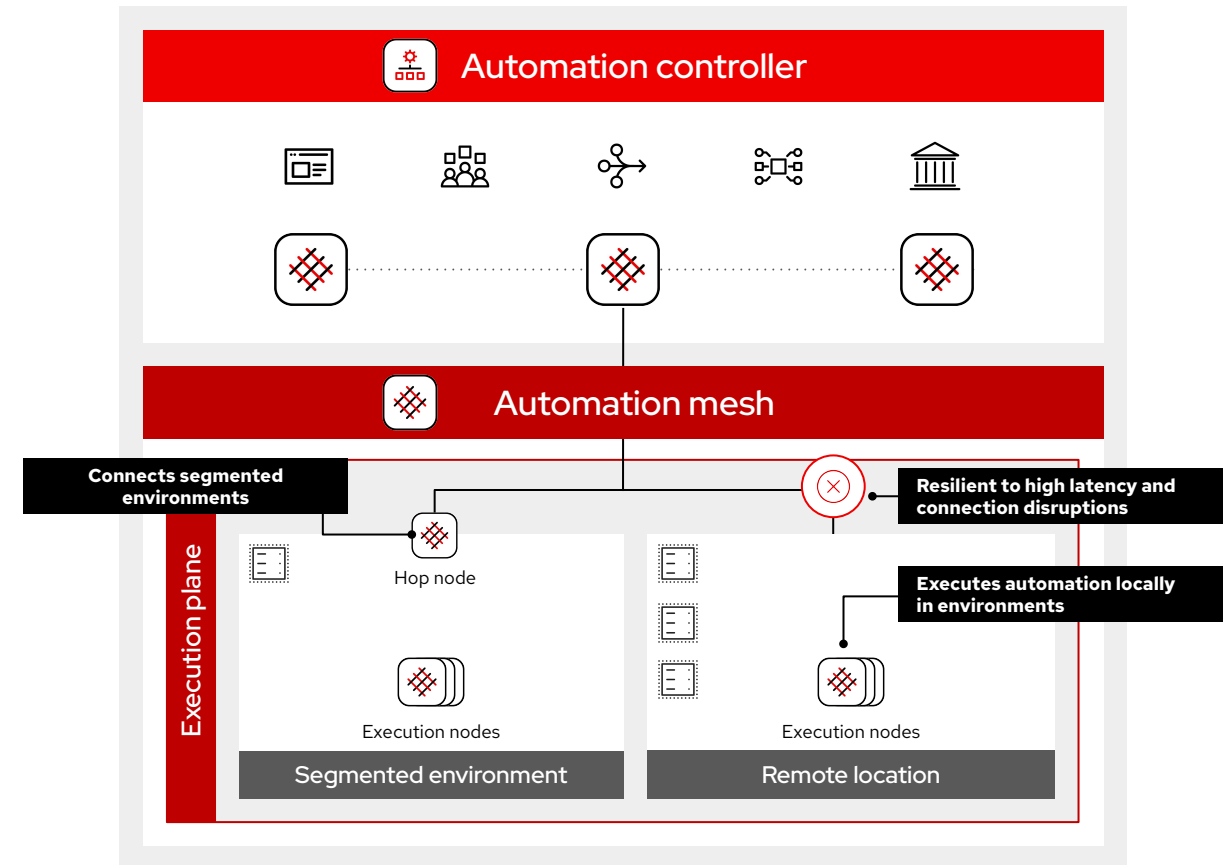 Automation controller
Automation mesh
Connects segmented
environments
Resilient to high latency and
connection disruptions
Hop node
Executes automation locally
in environments
Execution plane
Execution nodes
Execution nodes
Segmented environment
Remote location